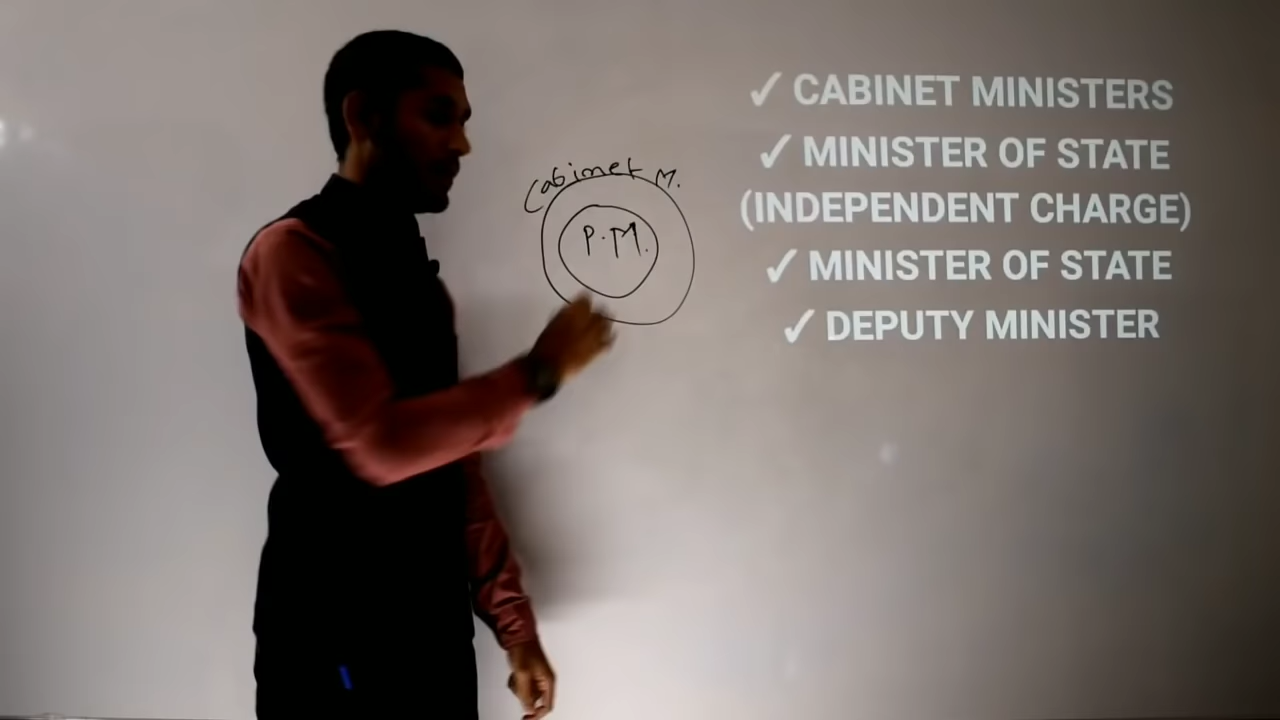 Cabinet M.
P.M.
✓ CABINET MINISTERS
✓ MINISTER OF STATE
(INDEPENDENT CHARGE)
✓ MINISTER OF STATE
✓ DEPUTY MINISTER